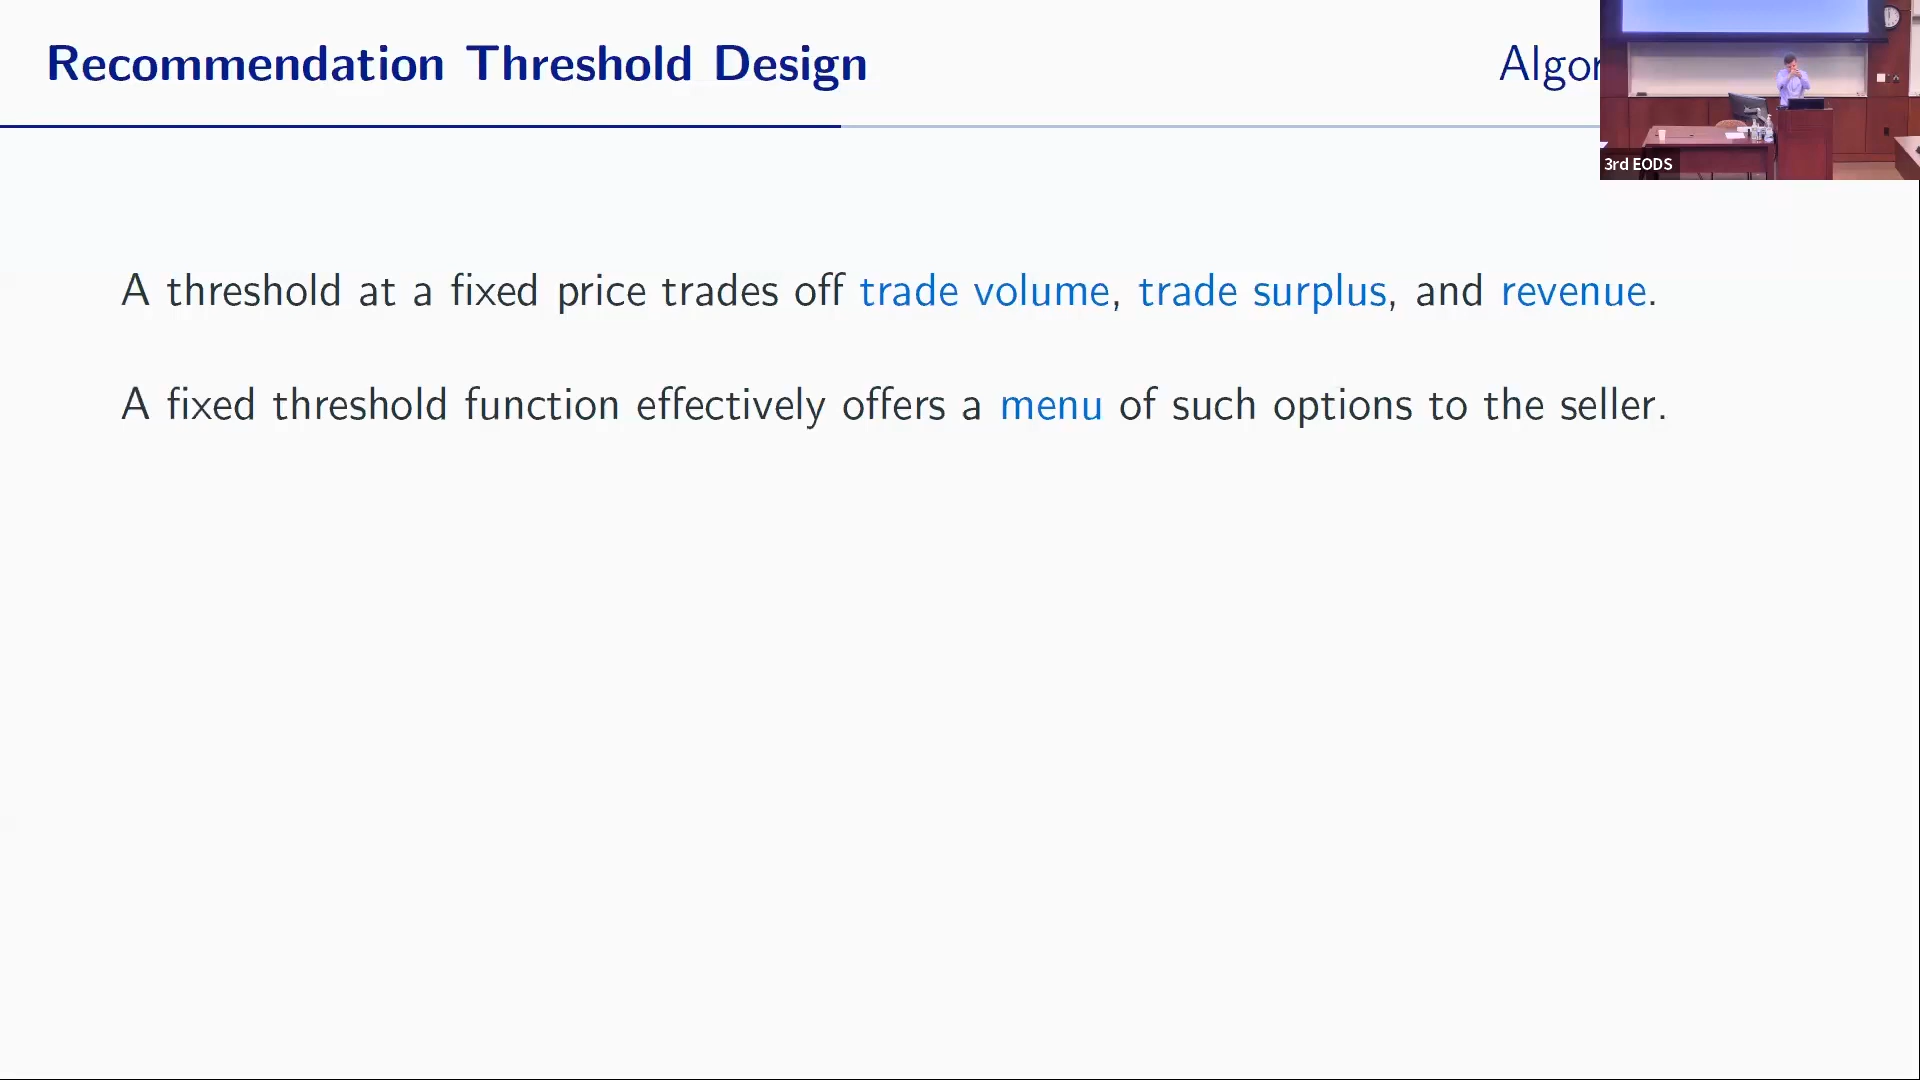 Recommendation Threshold Design
3rd EODS
A threshold at a fixed price trades off trade volume, trade surplus, and revenue.
A fixed threshold function effectively offers a menu of such options to the seller.